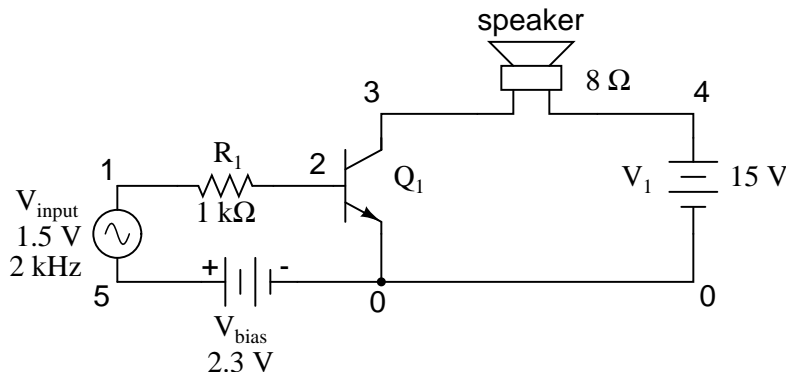 speaker
8 Ω
3
4
R1
1
2
Q1
V1
15 V
Vinput
1 kΩ
1.5 V
2 kHz
+
-
5
0
0
Vbias
2.3 V